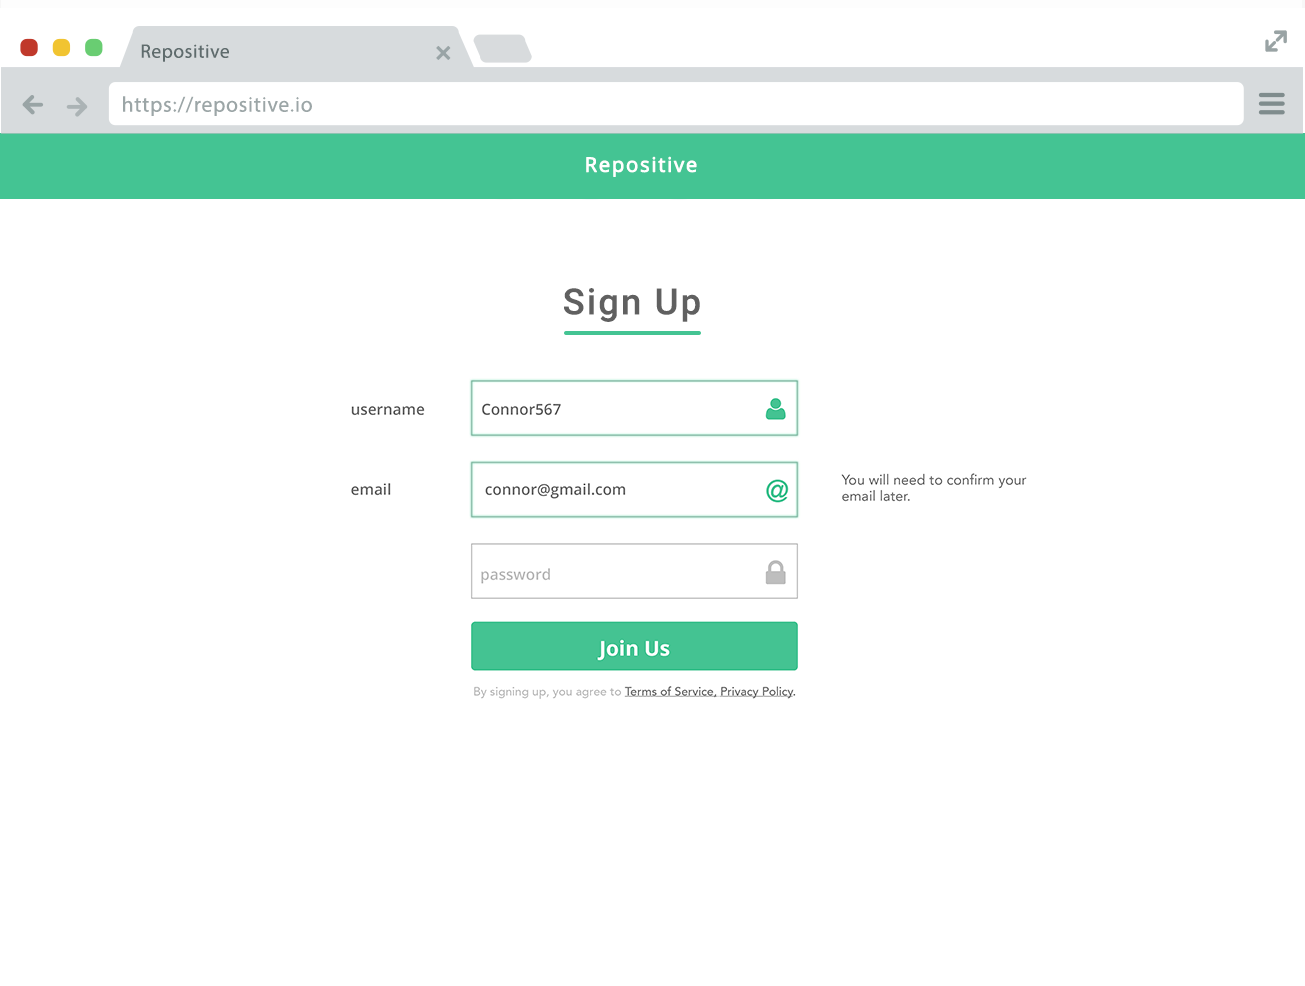 Repositive
https://repositive.io
Repositive
Sign Up
username
Connor567
email
connor@gmail.com
You will need to confirm your
email later.
password
Join Us
By signing up, you agree to Terms of Service, Privacy Policy.